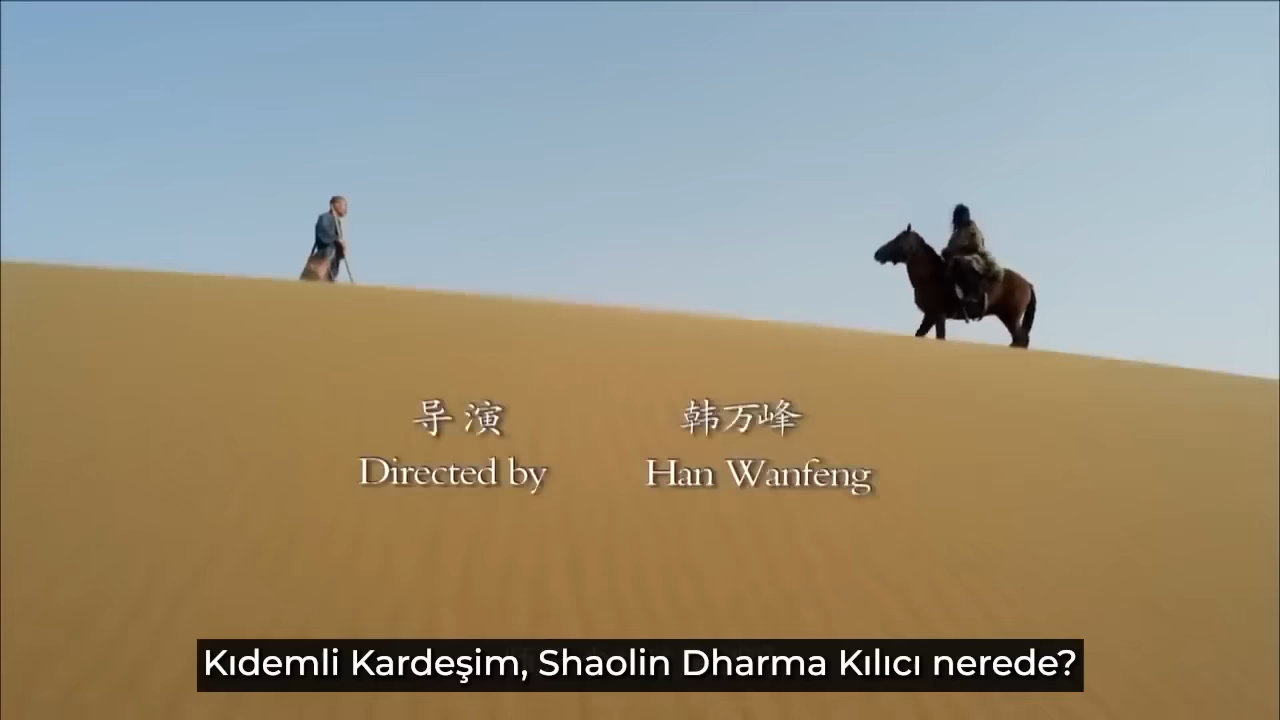 导演 韩万峰
Directed by Han Wanfeng
Kıdemli Kardeşim, Shaolin Dharma Kılıcı nerede?